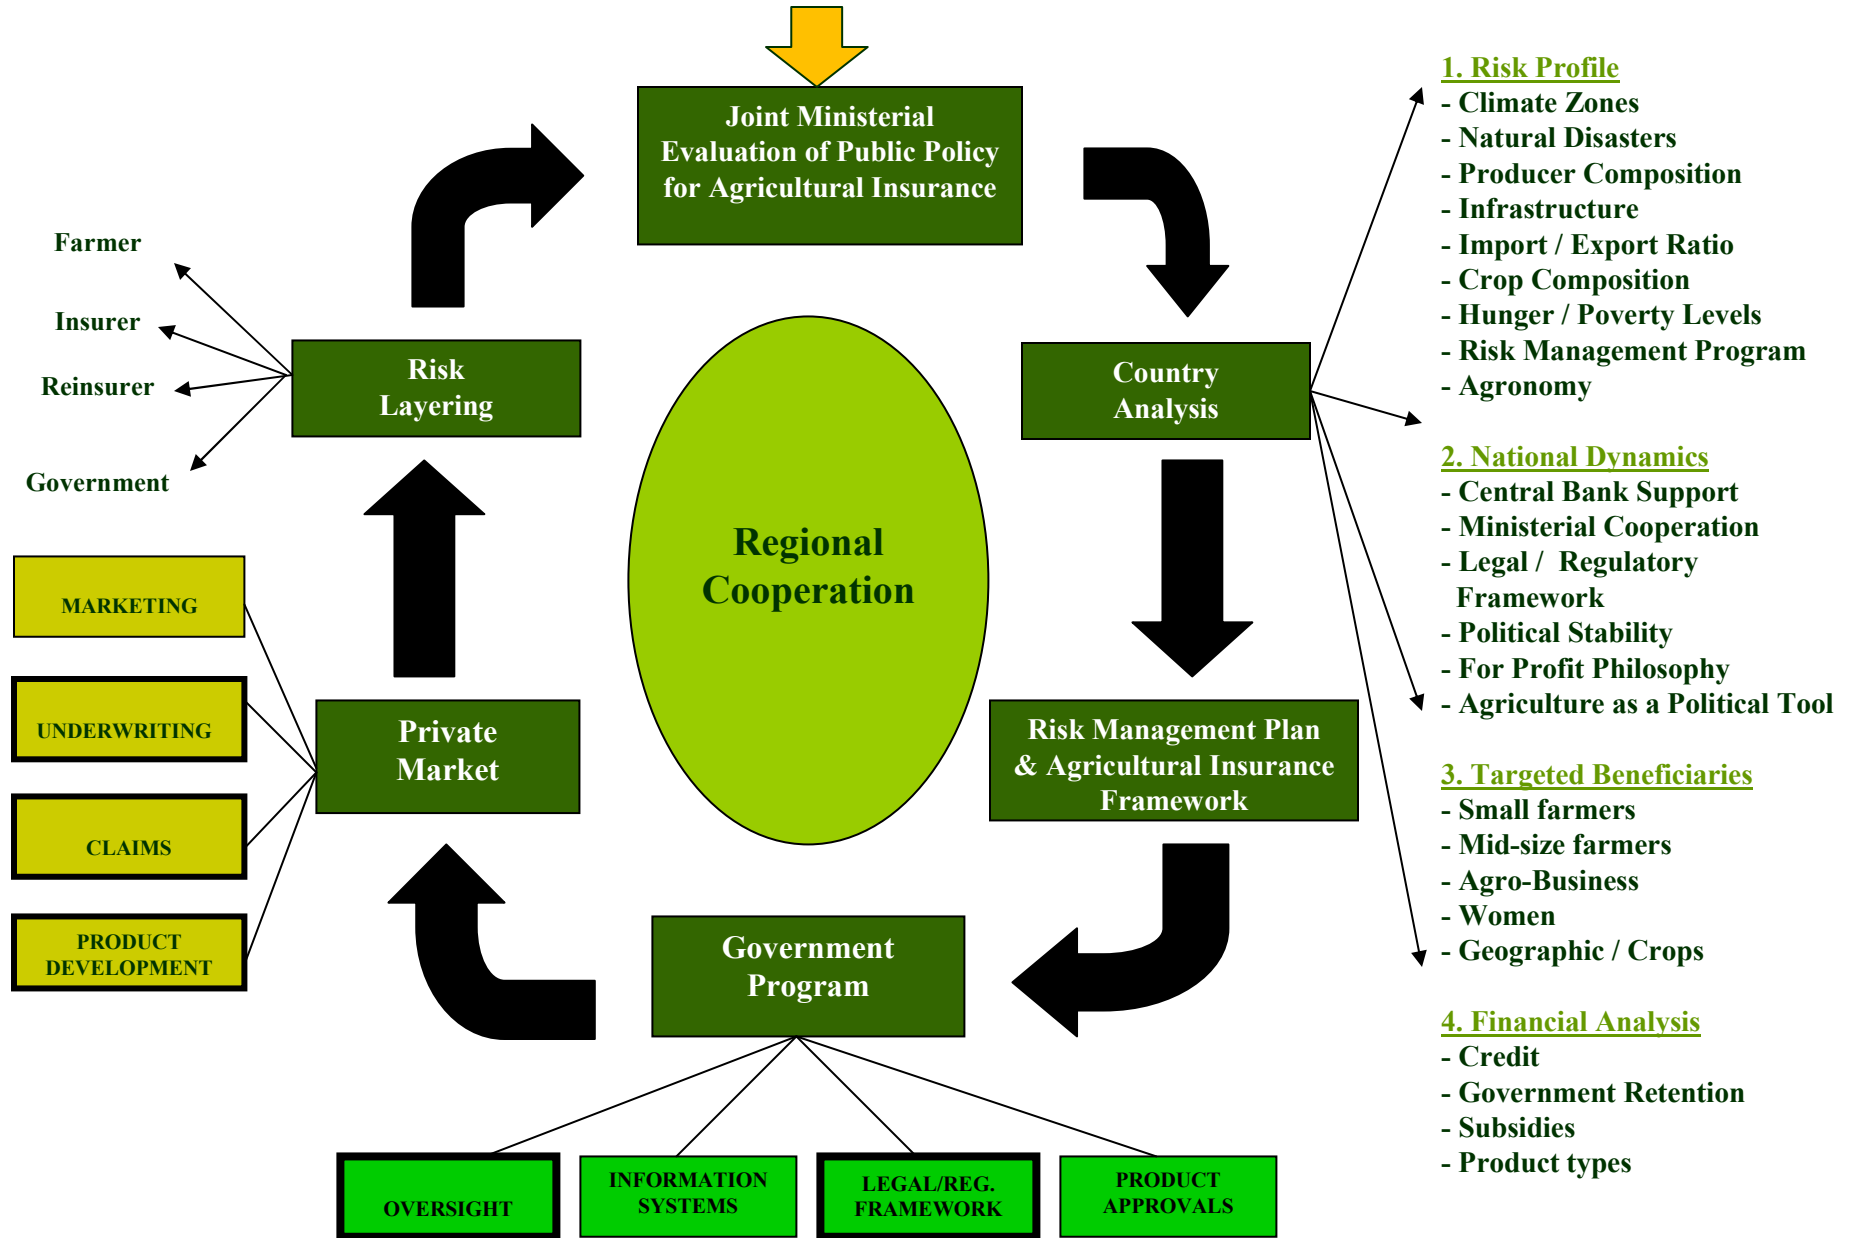 Joint Ministerial
Evaluation of Public Policy
for Agricultural Insurance
Farmer
Insurer
Reinsurer
Government
Risk
Layering
Country
Analysis
Regional
Cooperation
MARKETING
UNDERWRITING
CLAIMS
PRODUCT
DEVELOPMENT
Private
Market
Risk Management Plan
& Agricultural Insurance
Framework
Government
Program
OVERSIGHT
INFORMATION
SYSTEMS
LEGAL/REG.
FRAMEWORK
PRODUCT
APPROVALS
1. Risk Profile
- Climate Zones
- Natural Disasters
- Producer Composition
- Infrastructure
- Import / Export Ratio
- Crop Composition
- Hunger / Poverty Levels
- Risk Management Program
- Agronomy
2. National Dynamics
- Central Bank Support
- Ministerial Cooperation
- Legal /  Regulatory
Framework
- Political Stability
- For Profit Philosophy
- Agriculture as a Political Tool
3. Targeted Beneficiaries
- Small farmers
- Mid-size farmers
- Agro-Business
- Women
- Geographic / Crops
4. Financial Analysis
- Credit
- Government Retention
- Subsidies
- Product types